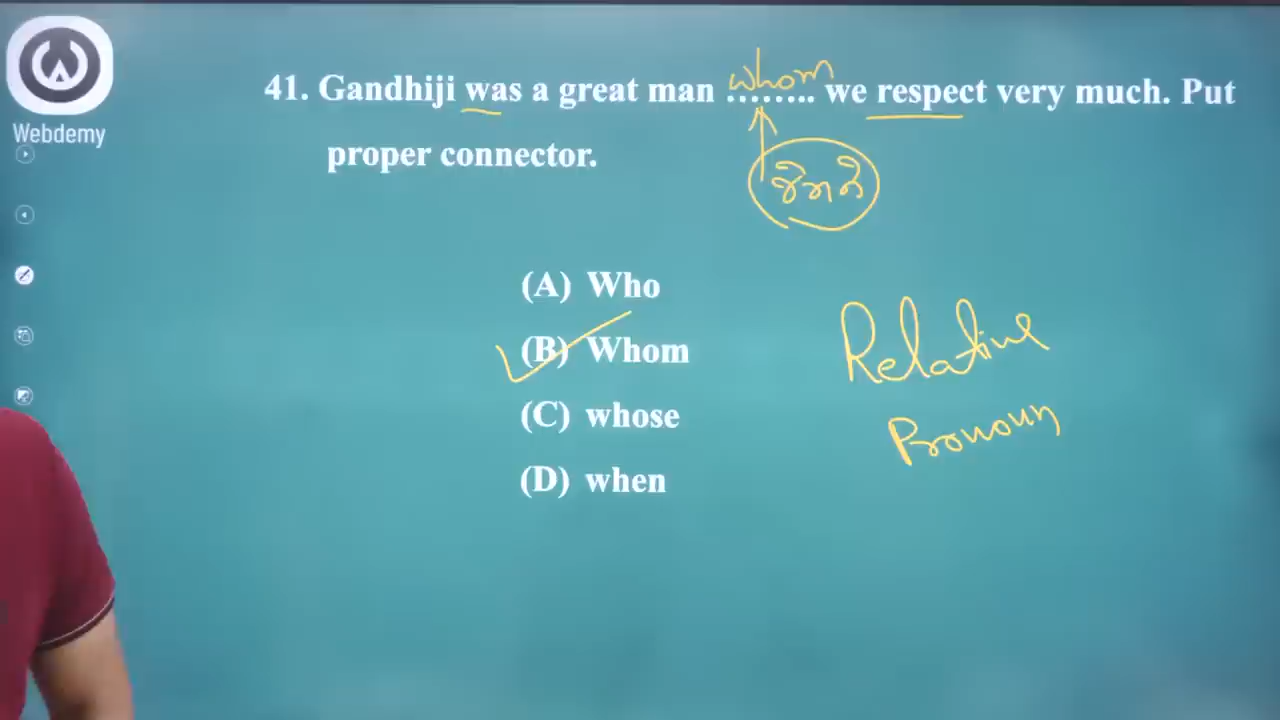 Webdemy
whom
41. Gandhiji was a great man ........ we respect very much. Put
proper connector.
જેમને
(A) Who
(B) Whom
(C) whose
(D) when
Relative
Pronoun